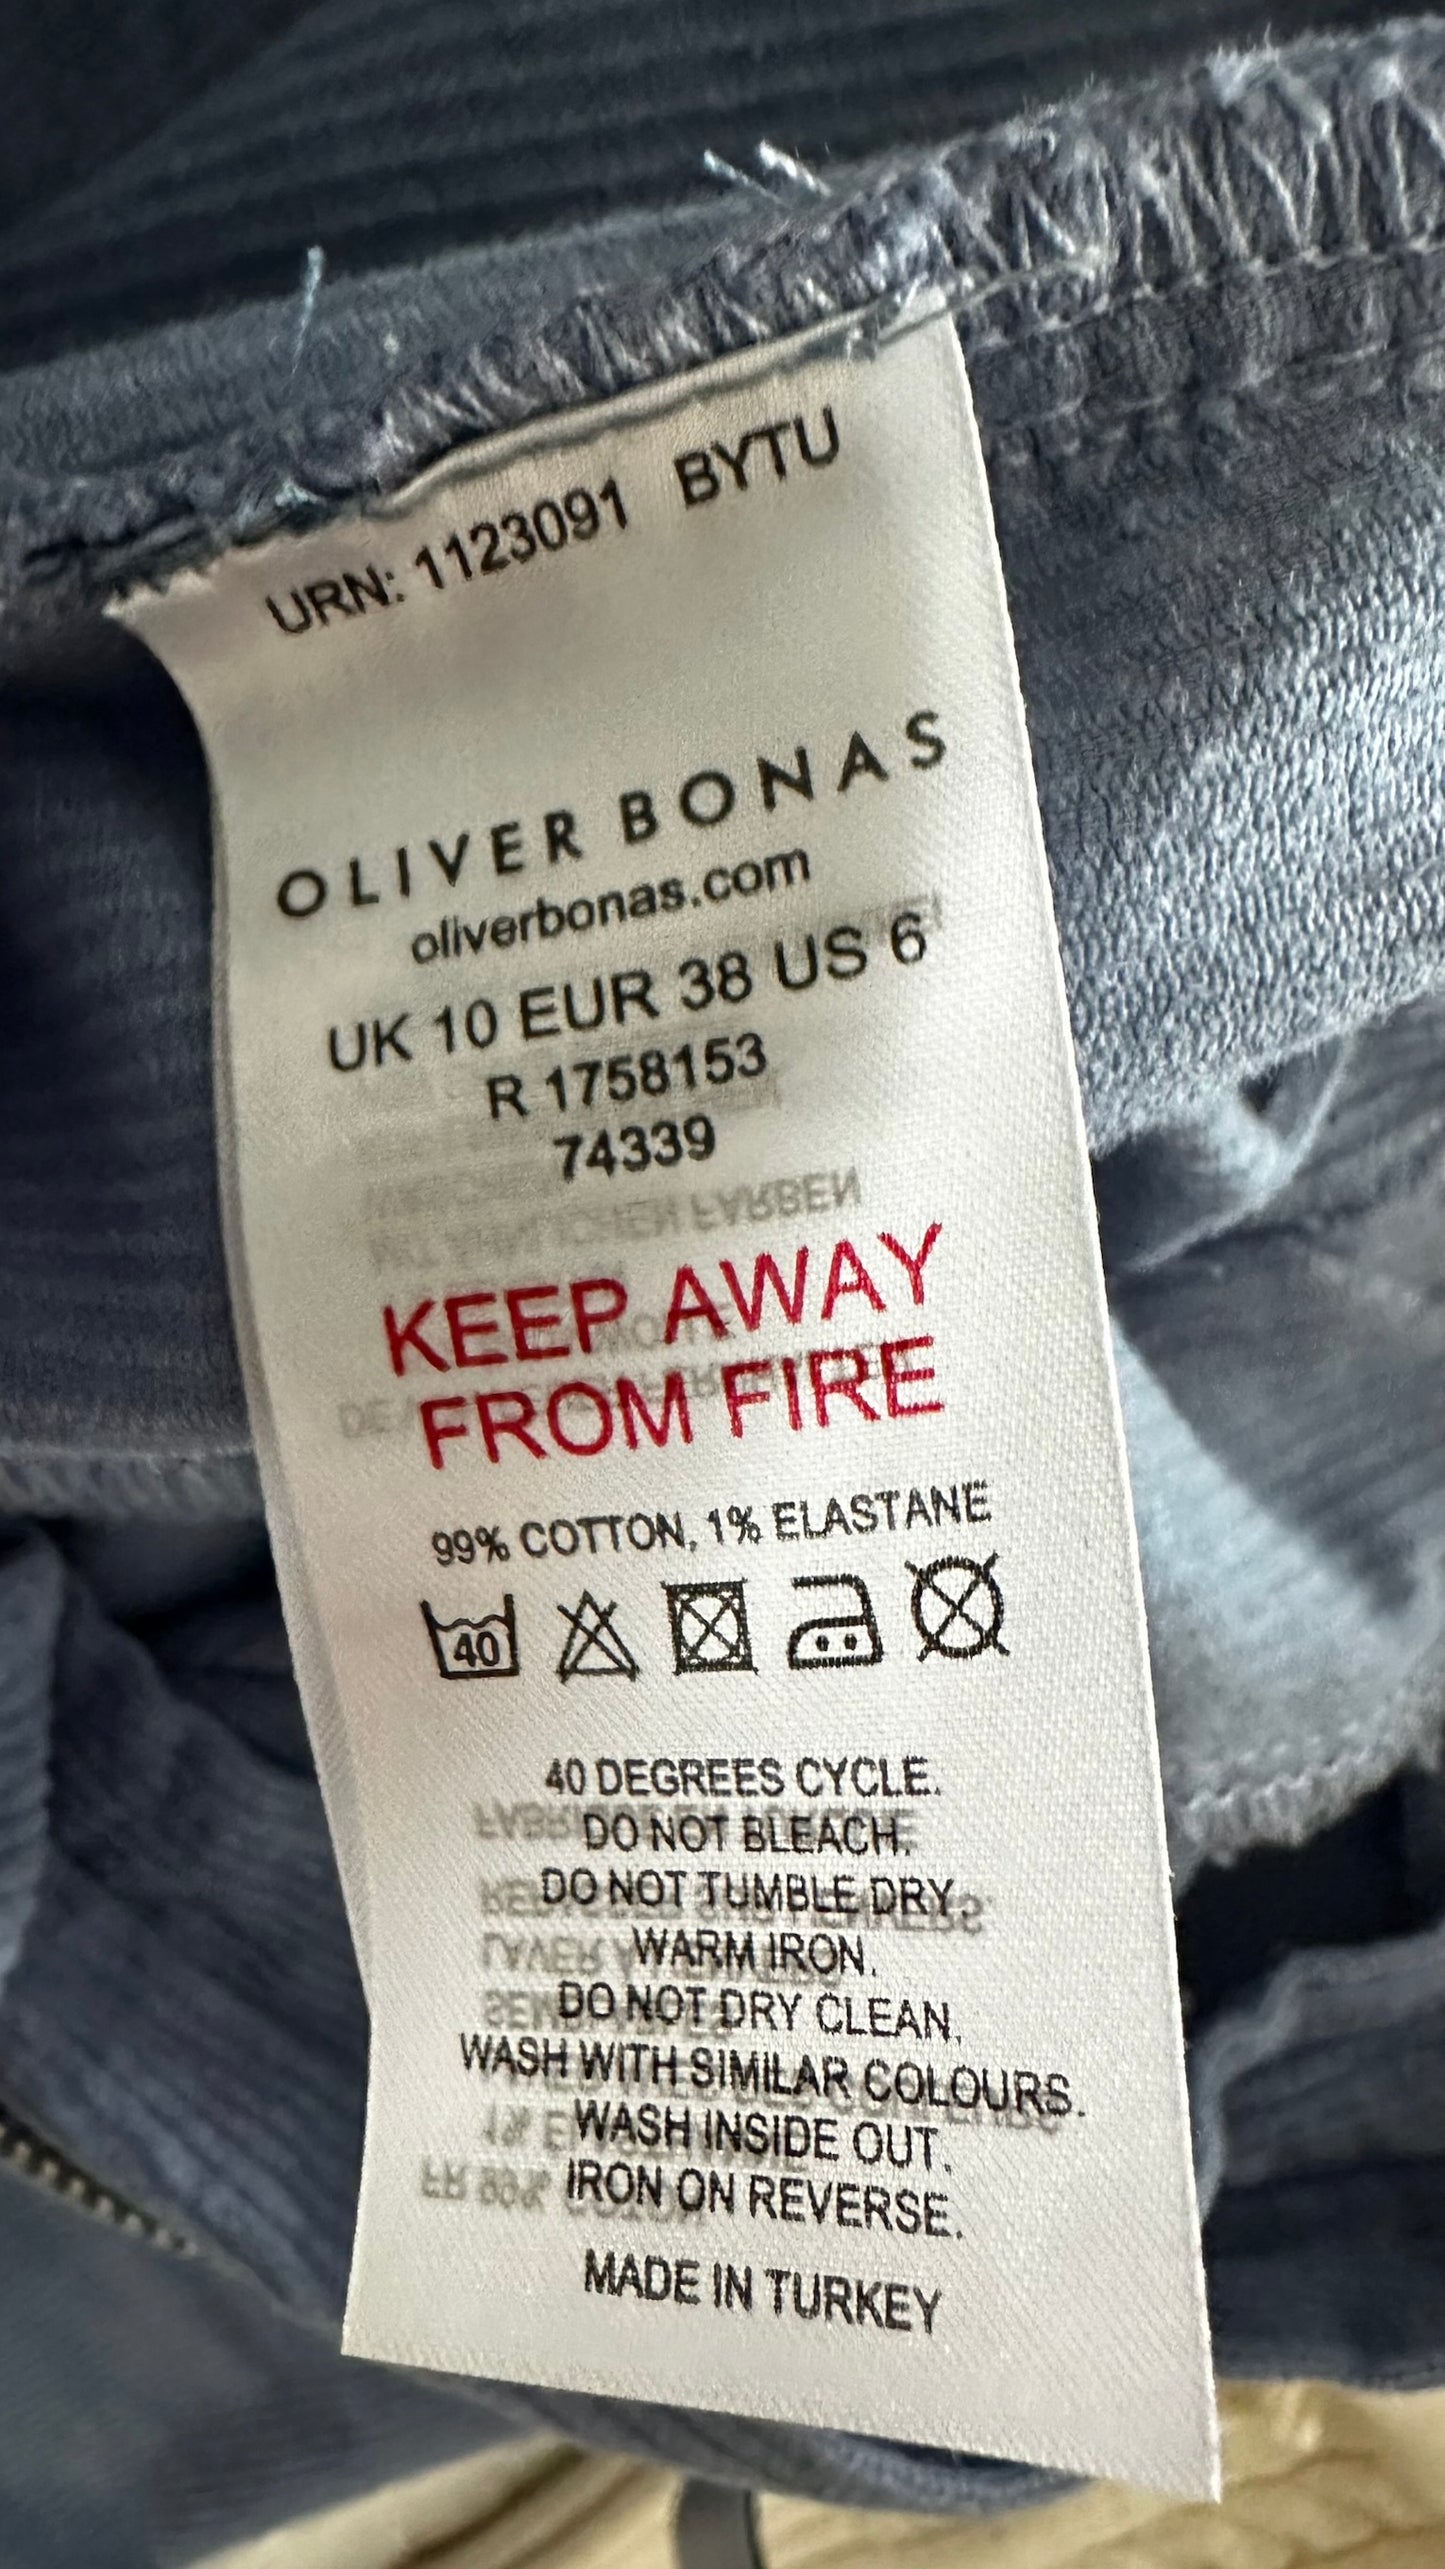 URN: 1123091 BYTU
OLIVER BONAS
oliverbonas.com
UK 10 EUR 38 US 6
R 1758153
74339
KEEP AWAY
FROM FIRE
99% COTTON, 1% ELASTANE
40
40 DEGREES CYCLE.
DO NOT BLEACH.
DO NOT TUMBLE DRY.
WARM IRON.
DO NOT DRY CLEAN.
WASH WITH SIMILAR COLOURS.
WASH INSIDE OUT.
IRON ON REVERSE.
MADE IN TURKEY